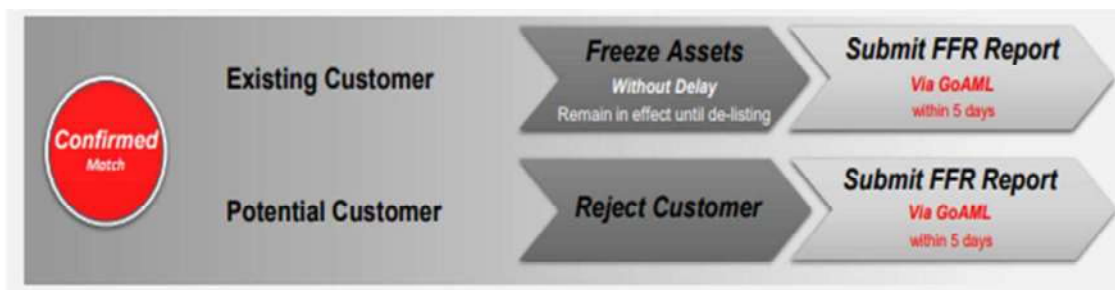 Confirmed
Match
Existing Customer
Freeze Assets
Without Delay
Remain in effect until de-listing
Submit FFR Report
Via GoAML
within 5 days
Potential Customer
Reject Customer
Submit FFR Report
Via GoAML
within 5 days